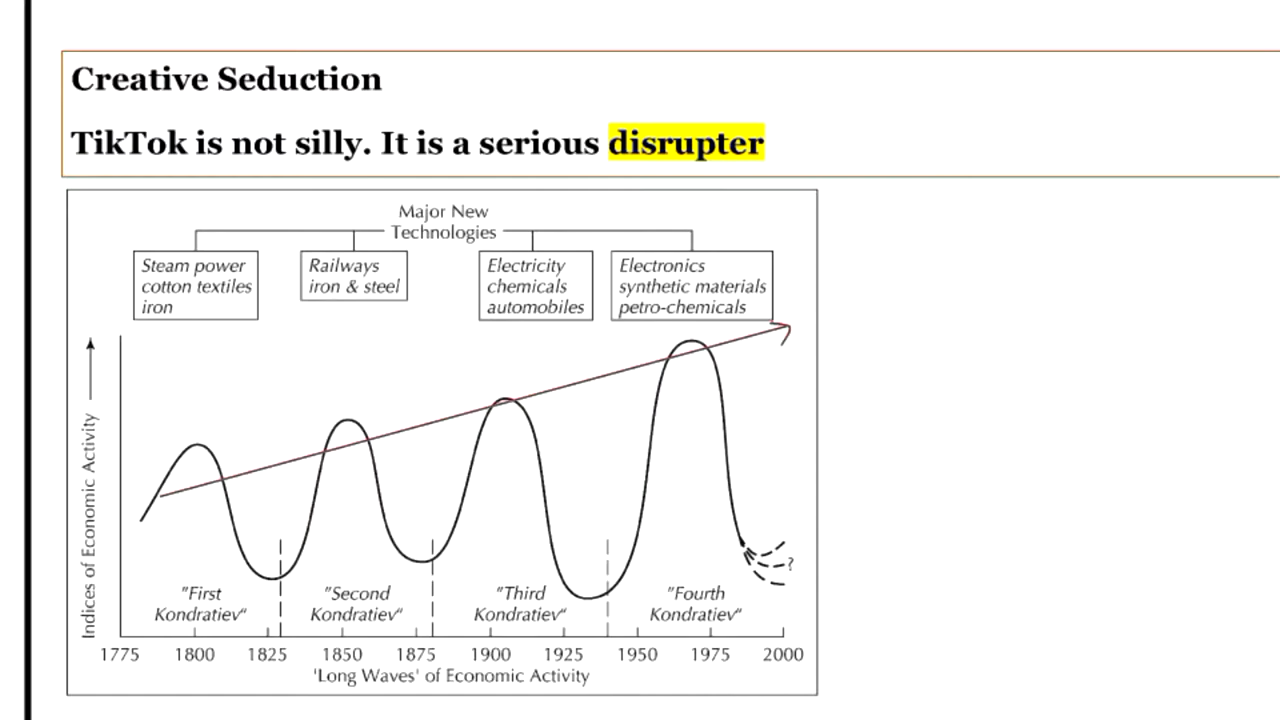 Creative Seduction
TikTok is not silly. It is a serious disrupter
Major New
Technologies
Steam power
cotton textiles
iron
Railways
iron & steel
Electricity
chemicals
automobiles
Electronics
synthetic materials
petro-chemicals
Indices of Economic Activity
"First
Kondratiev"
"Second
Kondratiev"
"Third
Kondratiev"
"Fourth
Kondratiev"
?
1775 1800 1825 1850 1875 1900 1925 1950 1975 2000
'Long Waves' of Economic Activity